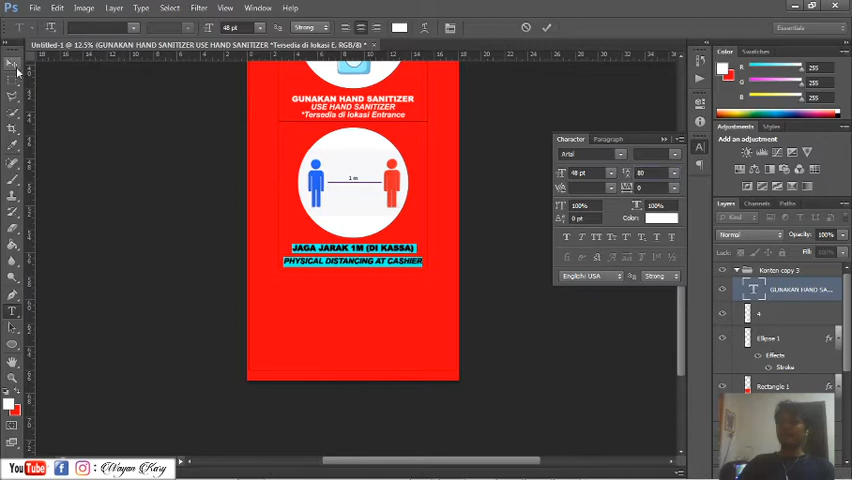 Ps File Edit Image Layer Type Select Filter View Window Help
T 48 pt Strong Essentials
Untitled-1 @ 12.5% (GUNAKAN HAND SANITIZER USE HAND SANITIZER *Tersedia di lokasi E, RGB/8) *
GUNAKAN HAND SANITIZER
USE HAND SANITIZER
*Tersedia di lokasi Entrance
1 m
JAGA JARAK 1M (DI KASSA)
PHYSICAL DISTANCING AT CASHIER
Character Paragraph
Arial
48 pt 80
0
100% 100%
0 pt Color:
English: USA Strong
Color Swatches
R 255
G 255
B 255
Adjustments Styles
Add an adjustment
Layers Channels Paths
Kind
Normal Opacity: 100%
Lock: Fill: 100%
Konten copy 3
T GUNAKAN HAND SA...
4
Ellipse 1 fx
Effects
Stroke
Rectangle 1 fx
YouTube : Wayan Kary